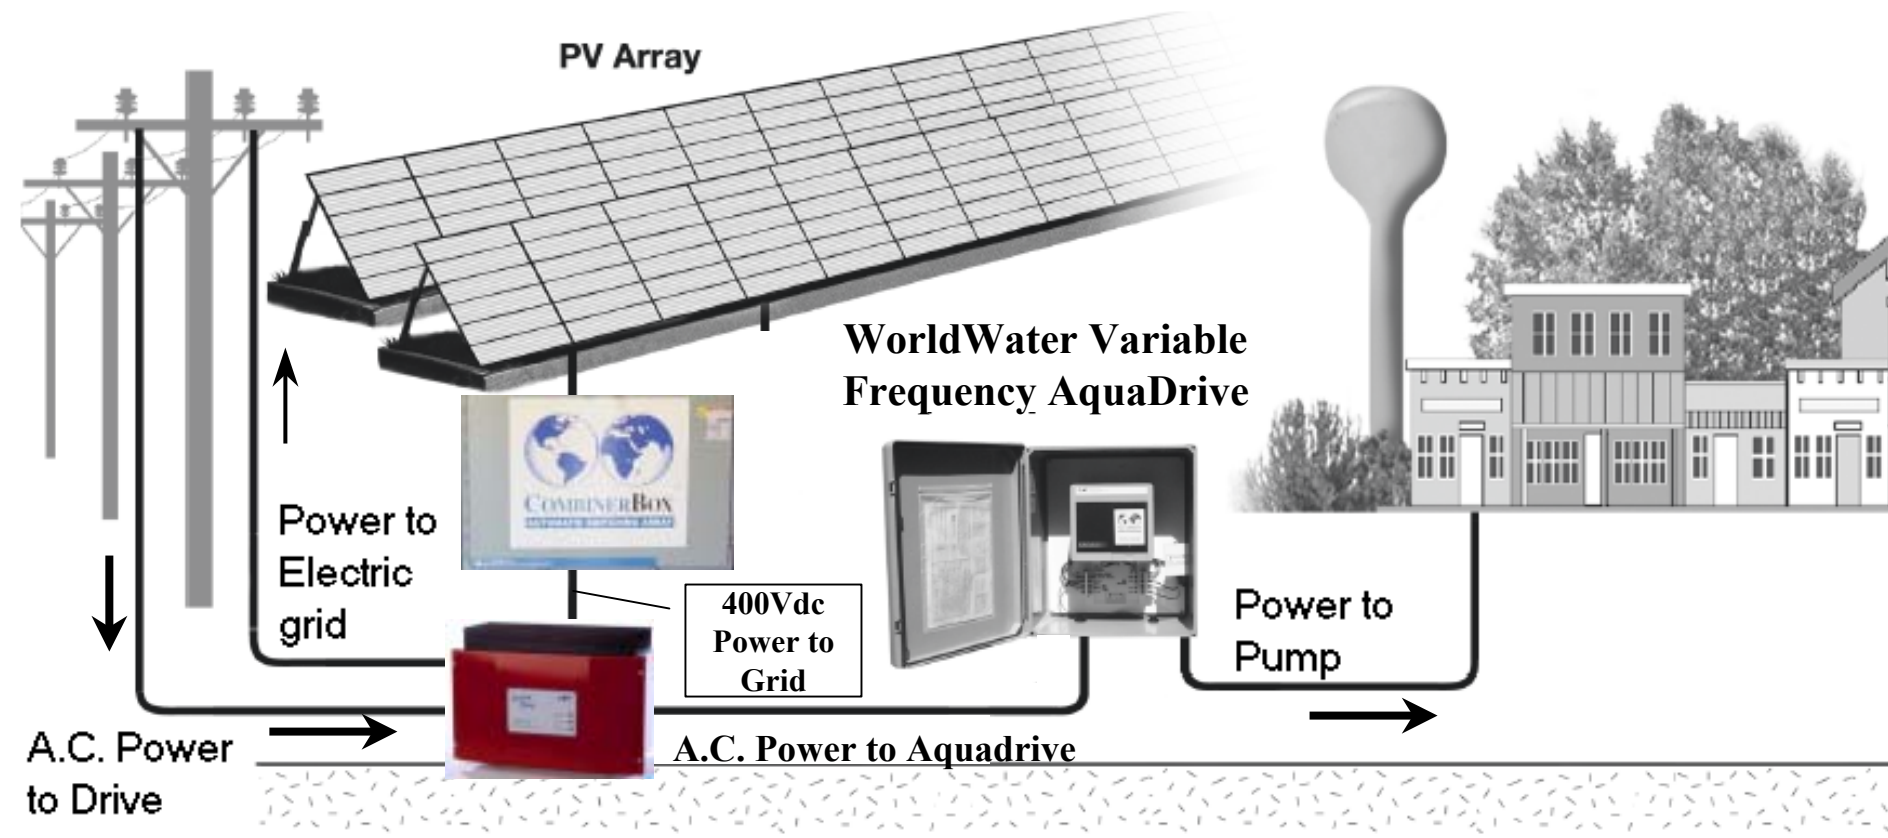 PV Array
WorldWater Variable
Frequency AquaDrive
COMBINERBOX
Power to
Electric
grid
400Vdc
Power to
Grid
Power to
Pump
A.C. Power
to Drive
A.C. Power to Aquadrive